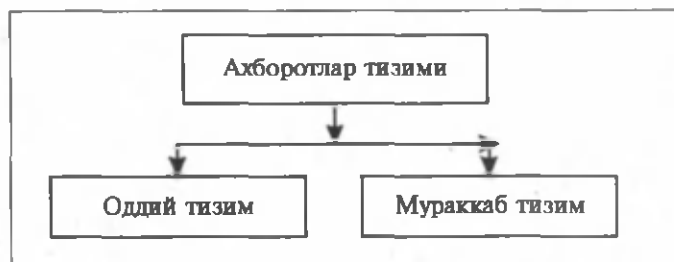 Ахборотлар тизими
Оддий тизим
Мураккаб тизим